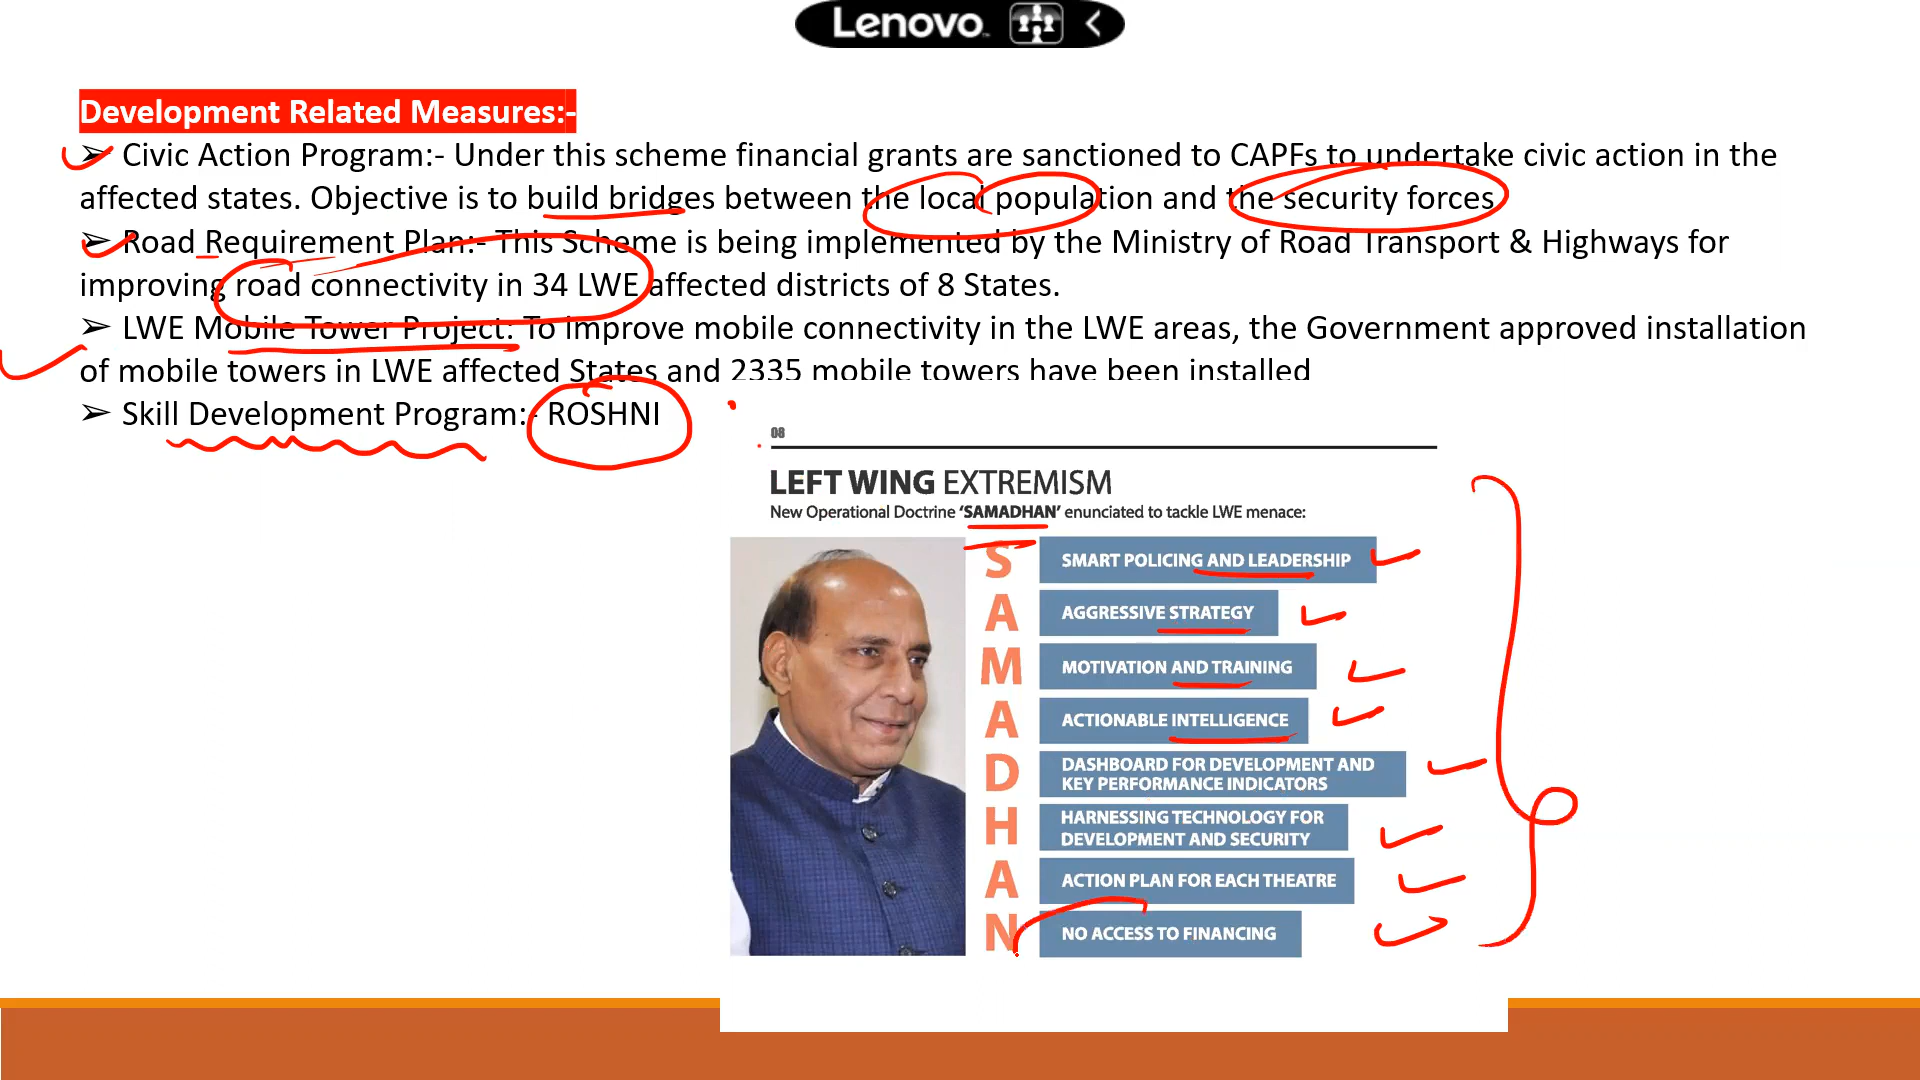 Lenovo
Development Related Measures:-
➢ Civic Action Program:- Under this scheme financial grants are sanctioned to CAPFs to undertake civic action in the
affected states. Objective is to build bridges between the local population and the security forces
➢ Road Requirement Plan:- This Scheme is being implemented by the Ministry of Road Transport & Highways for
improving road connectivity in 34 LWE affected districts of 8 States.
➢ LWE Mobile Tower Project: To improve mobile connectivity in the LWE areas, the Government approved installation
of mobile towers in LWE affected States and 2335 mobile towers have been installed
➢ Skill Development Program:- ROSHNI
08
LEFT WING EXTREMISM
New Operational Doctrine ‘SAMADHAN’ enunciated to tackle LWE menace:
S SMART POLICING AND LEADERSHIP
A AGGRESSIVE STRATEGY
M MOTIVATION AND TRAINING
A ACTIONABLE INTELLIGENCE
D DASHBOARD FOR DEVELOPMENT AND
KEY PERFORMANCE INDICATORS
H HARNESSING TECHNOLOGY FOR
DEVELOPMENT AND SECURITY
A ACTION PLAN FOR EACH THEATRE
N NO ACCESS TO FINANCING